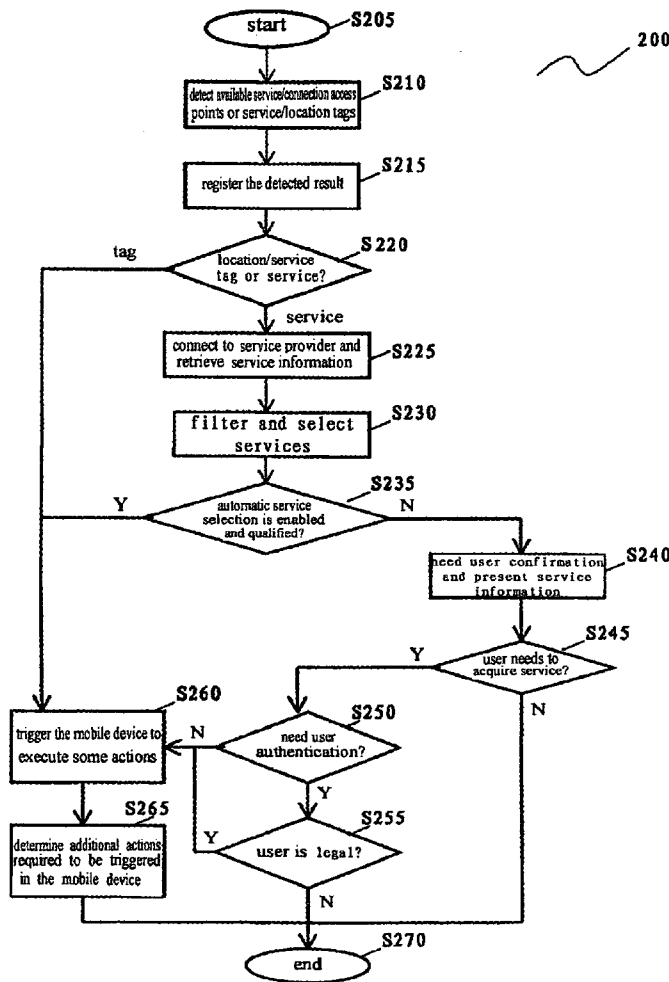 start
S205
200
S210
detect available service/connection access
points or service/location tags
S215
register the detected result
S220
tag
location/service
tag or service?
service
connect to service provider and
retrieve service information
S225
S230
filter and select
services
S235
Y
automatic service
selection is enabled
and qualified?
N
S240
need user confirmation
and present service
information
S245
Y
user needs to
acquire service?
N
S260
trigger the mobile device to
execute some actions
N
S250
need user
authentication?
Y
S265
determine additional actions
required to be triggered
in the mobile device
S255
Y
user is legal?
N
S270
end